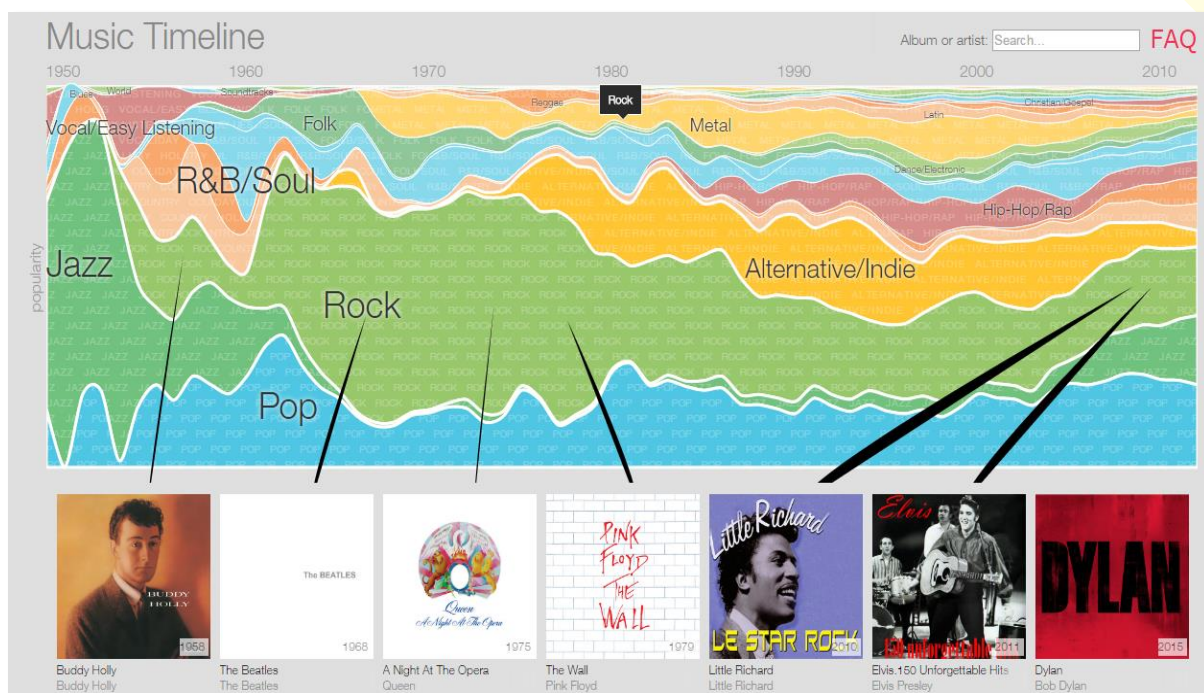 Music Timeline
Album or artist: Search... FAQ
1950 1960 1970 1980 1990 2000 2010
Blues World Soundtracks Reggae Rock Latin Christian/Gospel
Vocal/Easy Listening Folk Metal
R&B/Soul Dance/Electronic
Hip-Hop/Rap
Jazz Alternative/Indie
popularity
Rock
Pop
BUDDY
HOLLY
1958
The BEATLES
1968
Queen
A Night At The Opera
1975
PINK
FLOYD
THE
WALL
1979
Little Richard
LE STAR ROCK
2010
Elvis
150 unforgettable
2011
DYLAN
2015
Buddy Holly The Beatles A Night At The Opera The Wall Little Richard Elvis.150 Unforgettable Hits Dylan
Buddy Holly The Beatles Queen Pink Floyd Little Richard Elvis Presley Bob Dylan